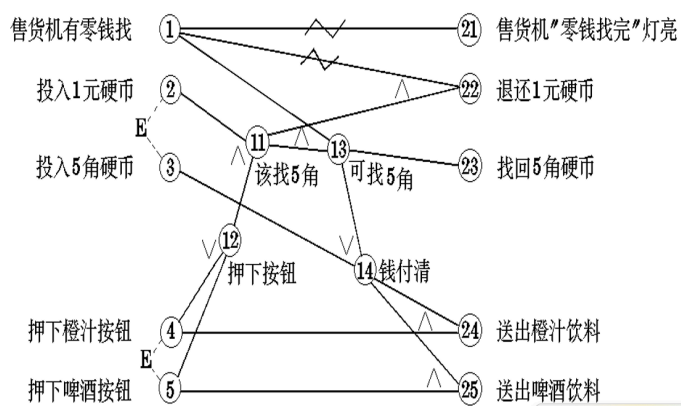 售货机有零钱找 1 21 售货机"零钱找完"灯亮
投入1元硬币 2 22 退还1元硬币
E
11 13
投入5角硬币 3 该找5角 可找5角 23 找回5角硬币
12
押下按钮 14 钱付清
押下橙汁按钮 4 24 送出橙汁饮料
E
押下啤酒按钮 5 25 送出啤酒饮料